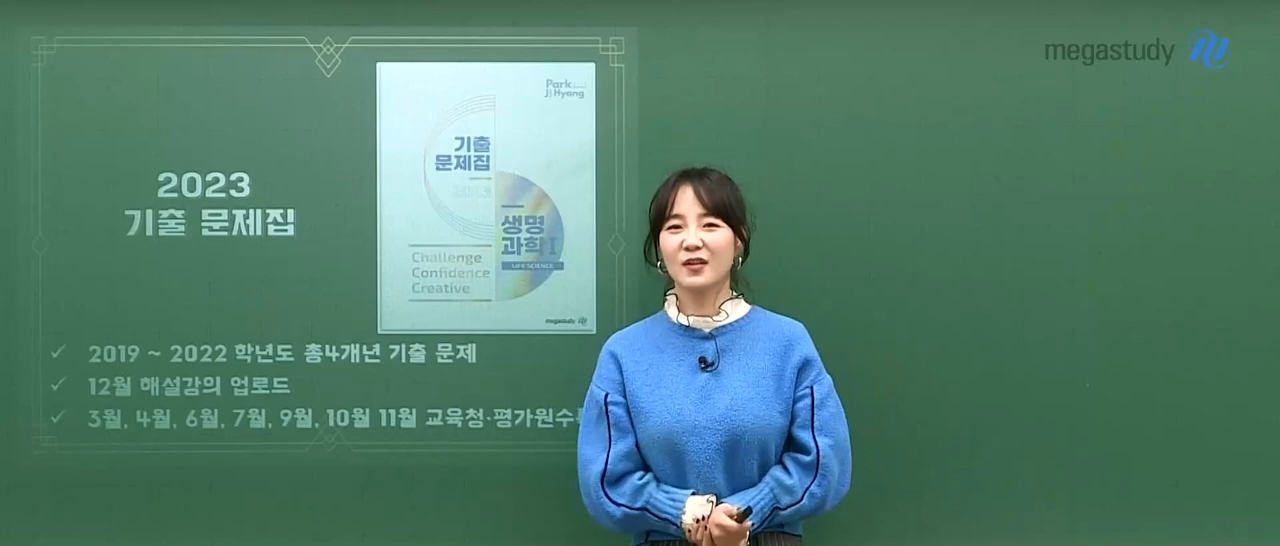 megastudy
Park
Ji Hyang
기출
문제집
생명
과학 I
LIFE SCIENCE
Challenge
Confidence
Creative
megastudy
2023
기출 문제집
2019 ~ 2022 학년도 총4개년 기출 문제
12월 해설강의 업로드
3월, 4월, 6월, 7월, 9월, 10월 11월 교육청·평가원수